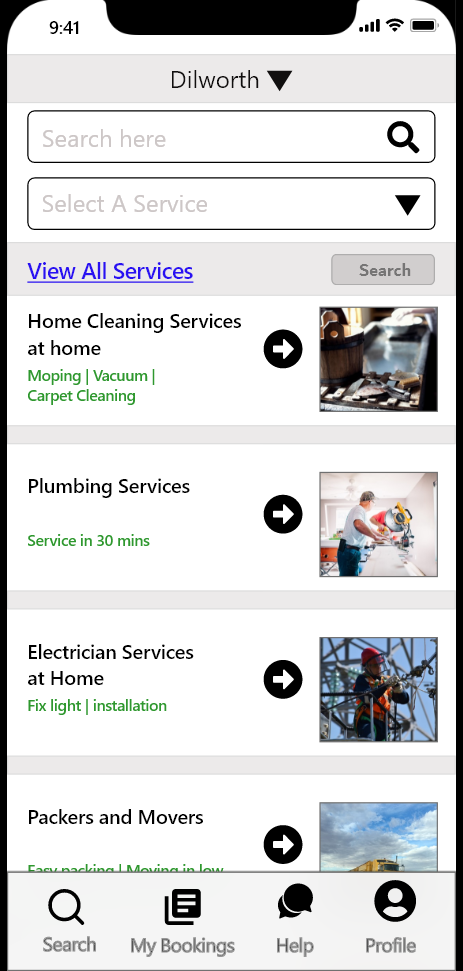 9:41
Dilworth
Search here
Select A Service
View All Services
Search
Home Cleaning Services
at home
Moping | Vacuum |
Carpet Cleaning
Plumbing Services
Service in 30 mins
Electrician Services
at Home
Fix light | installation
Packers and Movers
Easy packing | Moving in low
Search
My Bookings
Help
Profile